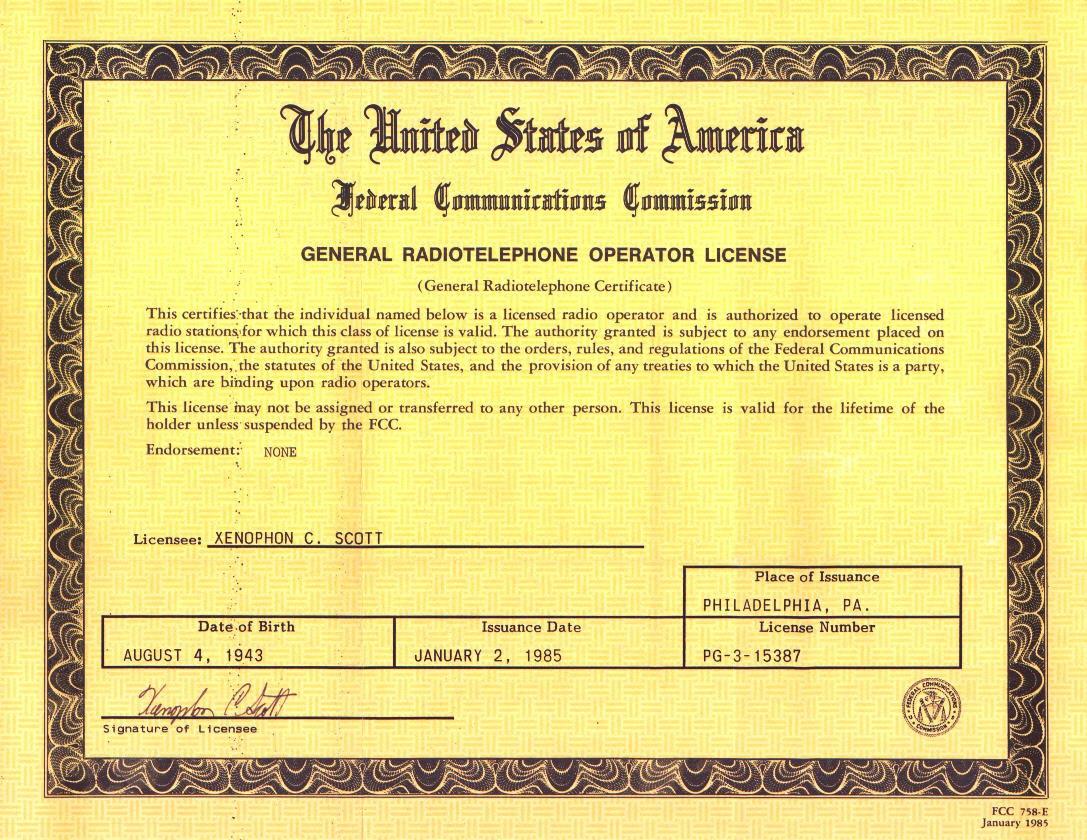 The United States of America
Federal Communications Commission
GENERAL RADIOTELEPHONE OPERATOR LICENSE
(General Radiotelephone Certificate)
This certifies that the individual named below is a licensed radio operator and is authorized to operate licensed
radio stations for which this class of license is valid. The authority granted is subject to any endorsement placed on
this license. The authority granted is also subject to the orders, rules, and regulations of the Federal Communications
Commission, the statutes of the United States, and the provision of any treaties to which the United States is a party,
which are binding upon radio operators.
This license may not be assigned or transferred to any other person. This license is valid for the lifetime of the
holder unless suspended by the FCC.
Endorsement: NONE
Licensee: XENOPHON C. SCOTT
Place of Issuance
PHILADELPHIA, PA.
Date of Birth
AUGUST 4, 1943
Issuance Date
JANUARY 2, 1985
License Number
PG-3-15387
Xenophon C. Scott
Signature of Licensee
FEDERAL COMMUNICATIONS
COMMISSION
FCC 758-E
January 1985